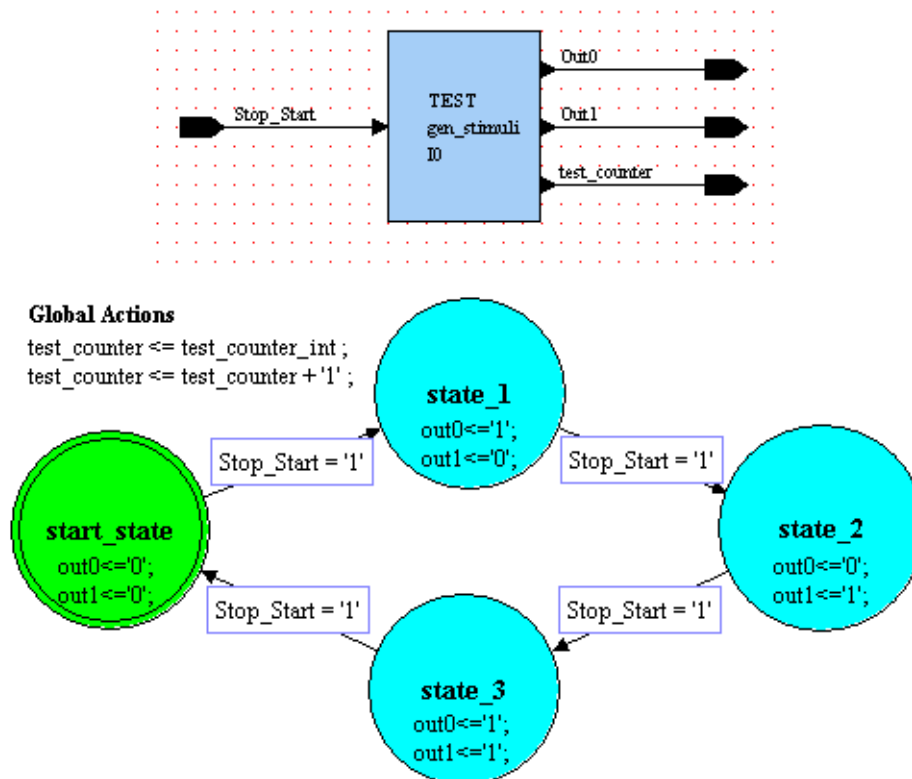 Out0
Stop_Start
TEST
gen_stimuli
I0
Out1
test_counter
Global Actions
test_counter <= test_counter_int ;
test_counter <= test_counter + '1' ;
state_1
out0<='1';
out1<='0';
Stop_Start = '1'
Stop_Start = '1'
start_state
out0<='0';
out1<='0';
state_2
out0<='0';
out1<='1';
Stop_Start = '1'
Stop_Start = '1'
state_3
out0<='1';
out1<='1';